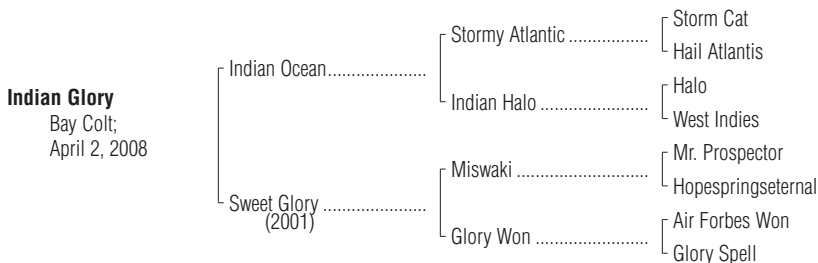 Storm Cat
Stormy Atlantic ........................
Hail Atlantis
Indian Ocean.............................
Halo
Indian Halo ................................
West Indies
Indian Glory
Bay Colt;
April 2, 2008
Mr. Prospector
Miswaki .......................................
Hopespringseternal
Sweet Glory ..............................
(2001)
Air Forbes Won
Glory Won .................................
Glory Spell